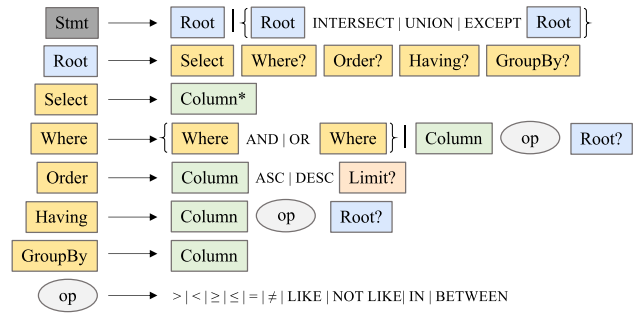 Stmt Root | { Root INTERSECT | UNION | EXCEPT Root }
Root Select Where? Order? Having? GroupBy?
Select Column*
Where { Where AND | OR Where } | Column op Root?
Order Column ASC | DESC Limit?
Having Column op Root?
GroupBy Column
op > | < | ≥ | ≤ | = | ≠ | LIKE | NOT LIKE| IN | BETWEEN